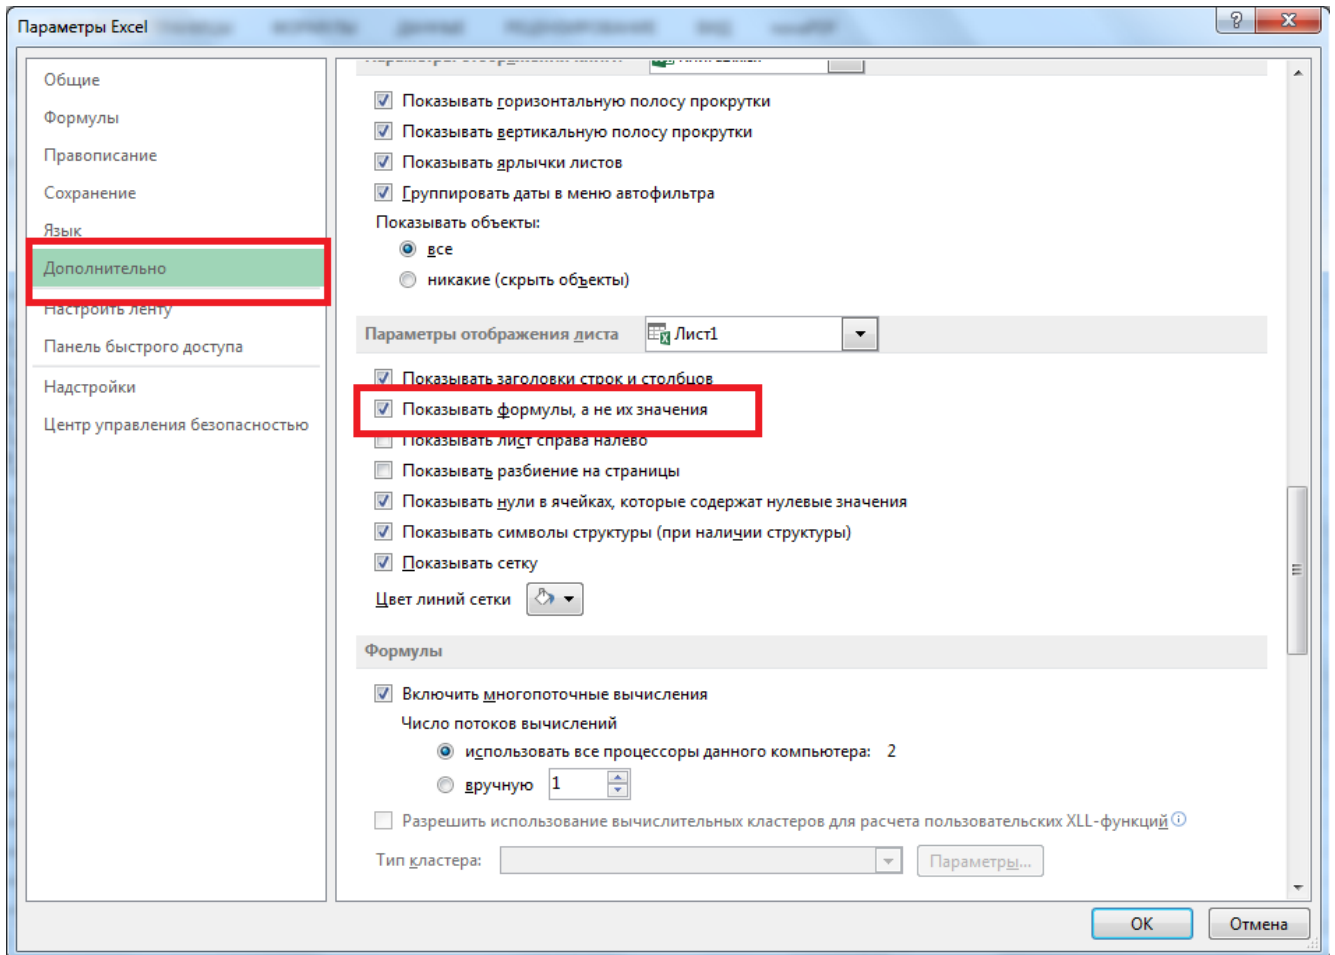 Параметры Excel
Общие
Формулы
Правописание
Сохранение
Язык
Дополнительно
Настроить ленту
Панель быстрого доступа
Надстройки
Центр управления безопасностью
Показывать горизонтальную полосу прокрутки
Показывать вертикальную полосу прокрутки
Показывать ярлычки листов
Группировать даты в меню автофильтра
Показывать объекты:
все
никакие (скрыть объекты)
Параметры отображения листа Лист1
Показывать заголовки строк и столбцов
Показывать формулы, а не их значения
Показывать лист справа налево
Показывать разбиение на страницы
Показывать нули в ячейках, которые содержат нулевые значения
Показывать символы структуры (при наличии структуры)
Показывать сетку
Цвет линий сетки
Формулы
Включить многопоточные вычисления
Число потоков вычислений
использовать все процессоры данного компьютера: 2
вручную 1
Разрешить использование вычислительных кластеров для расчета пользовательских XLL-функций
Тип кластера: Параметры...
ОК Отмена